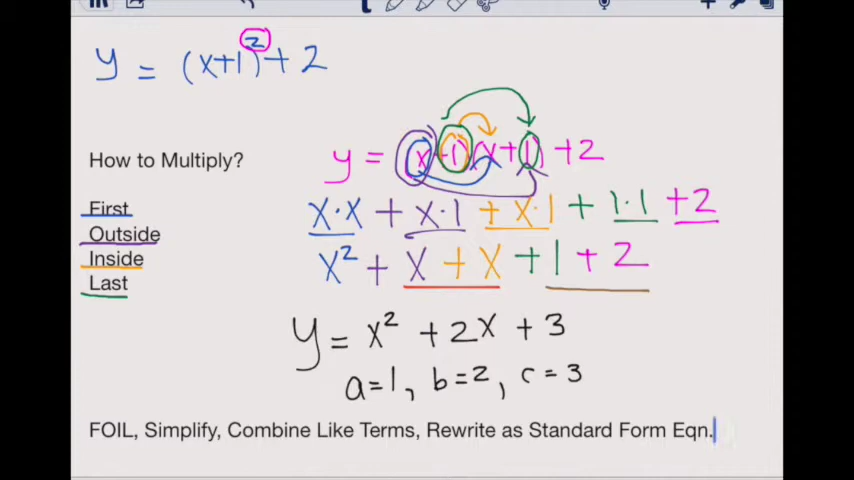 y = (x+1)² + 2
y = (x+1)(x+1) +2
How to Multiply?
First
Outside
Inside
Last
x·x + x·1 + x·1 + 1·1 +2
x² + x + x +1 + 2
y = x² + 2x + 3
a=1, b=2, c=3
FOIL, Simplify, Combine Like Terms, Rewrite as Standard Form Eqn.